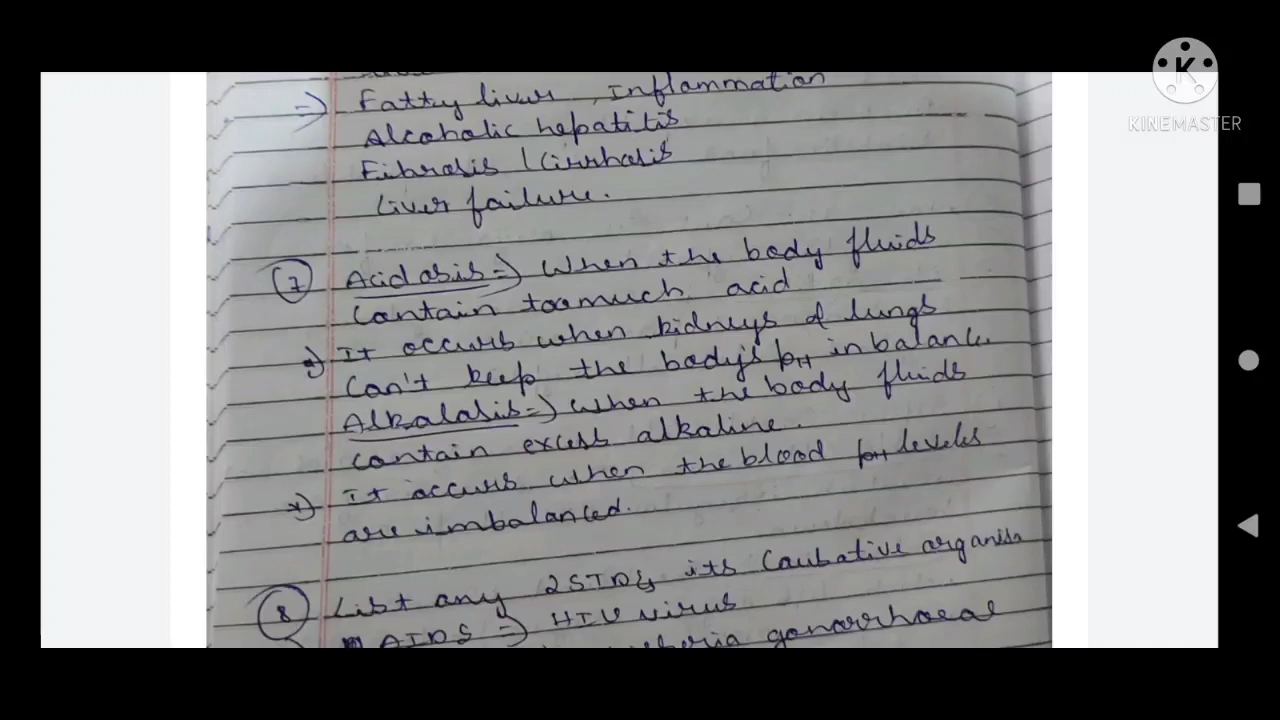 =) Fatty liver, Inflammation
Alcoholic hepatitis
Fibrosis | Cirrhosis
Liver failure.
7 Acidosis =) When the body fluids
contain too much acid
*) It occurs when kidneys & lungs
can't keep the body's pH in balance.
Alkalosis =) When the body fluids
contain excess alkaline.
*) It occurs when the blood pH levels
are imbalanced.
8 List any 2 STD & its Causative organis
AIDS =) HIV virus
gonorrhoeae
K
KINEMASTER